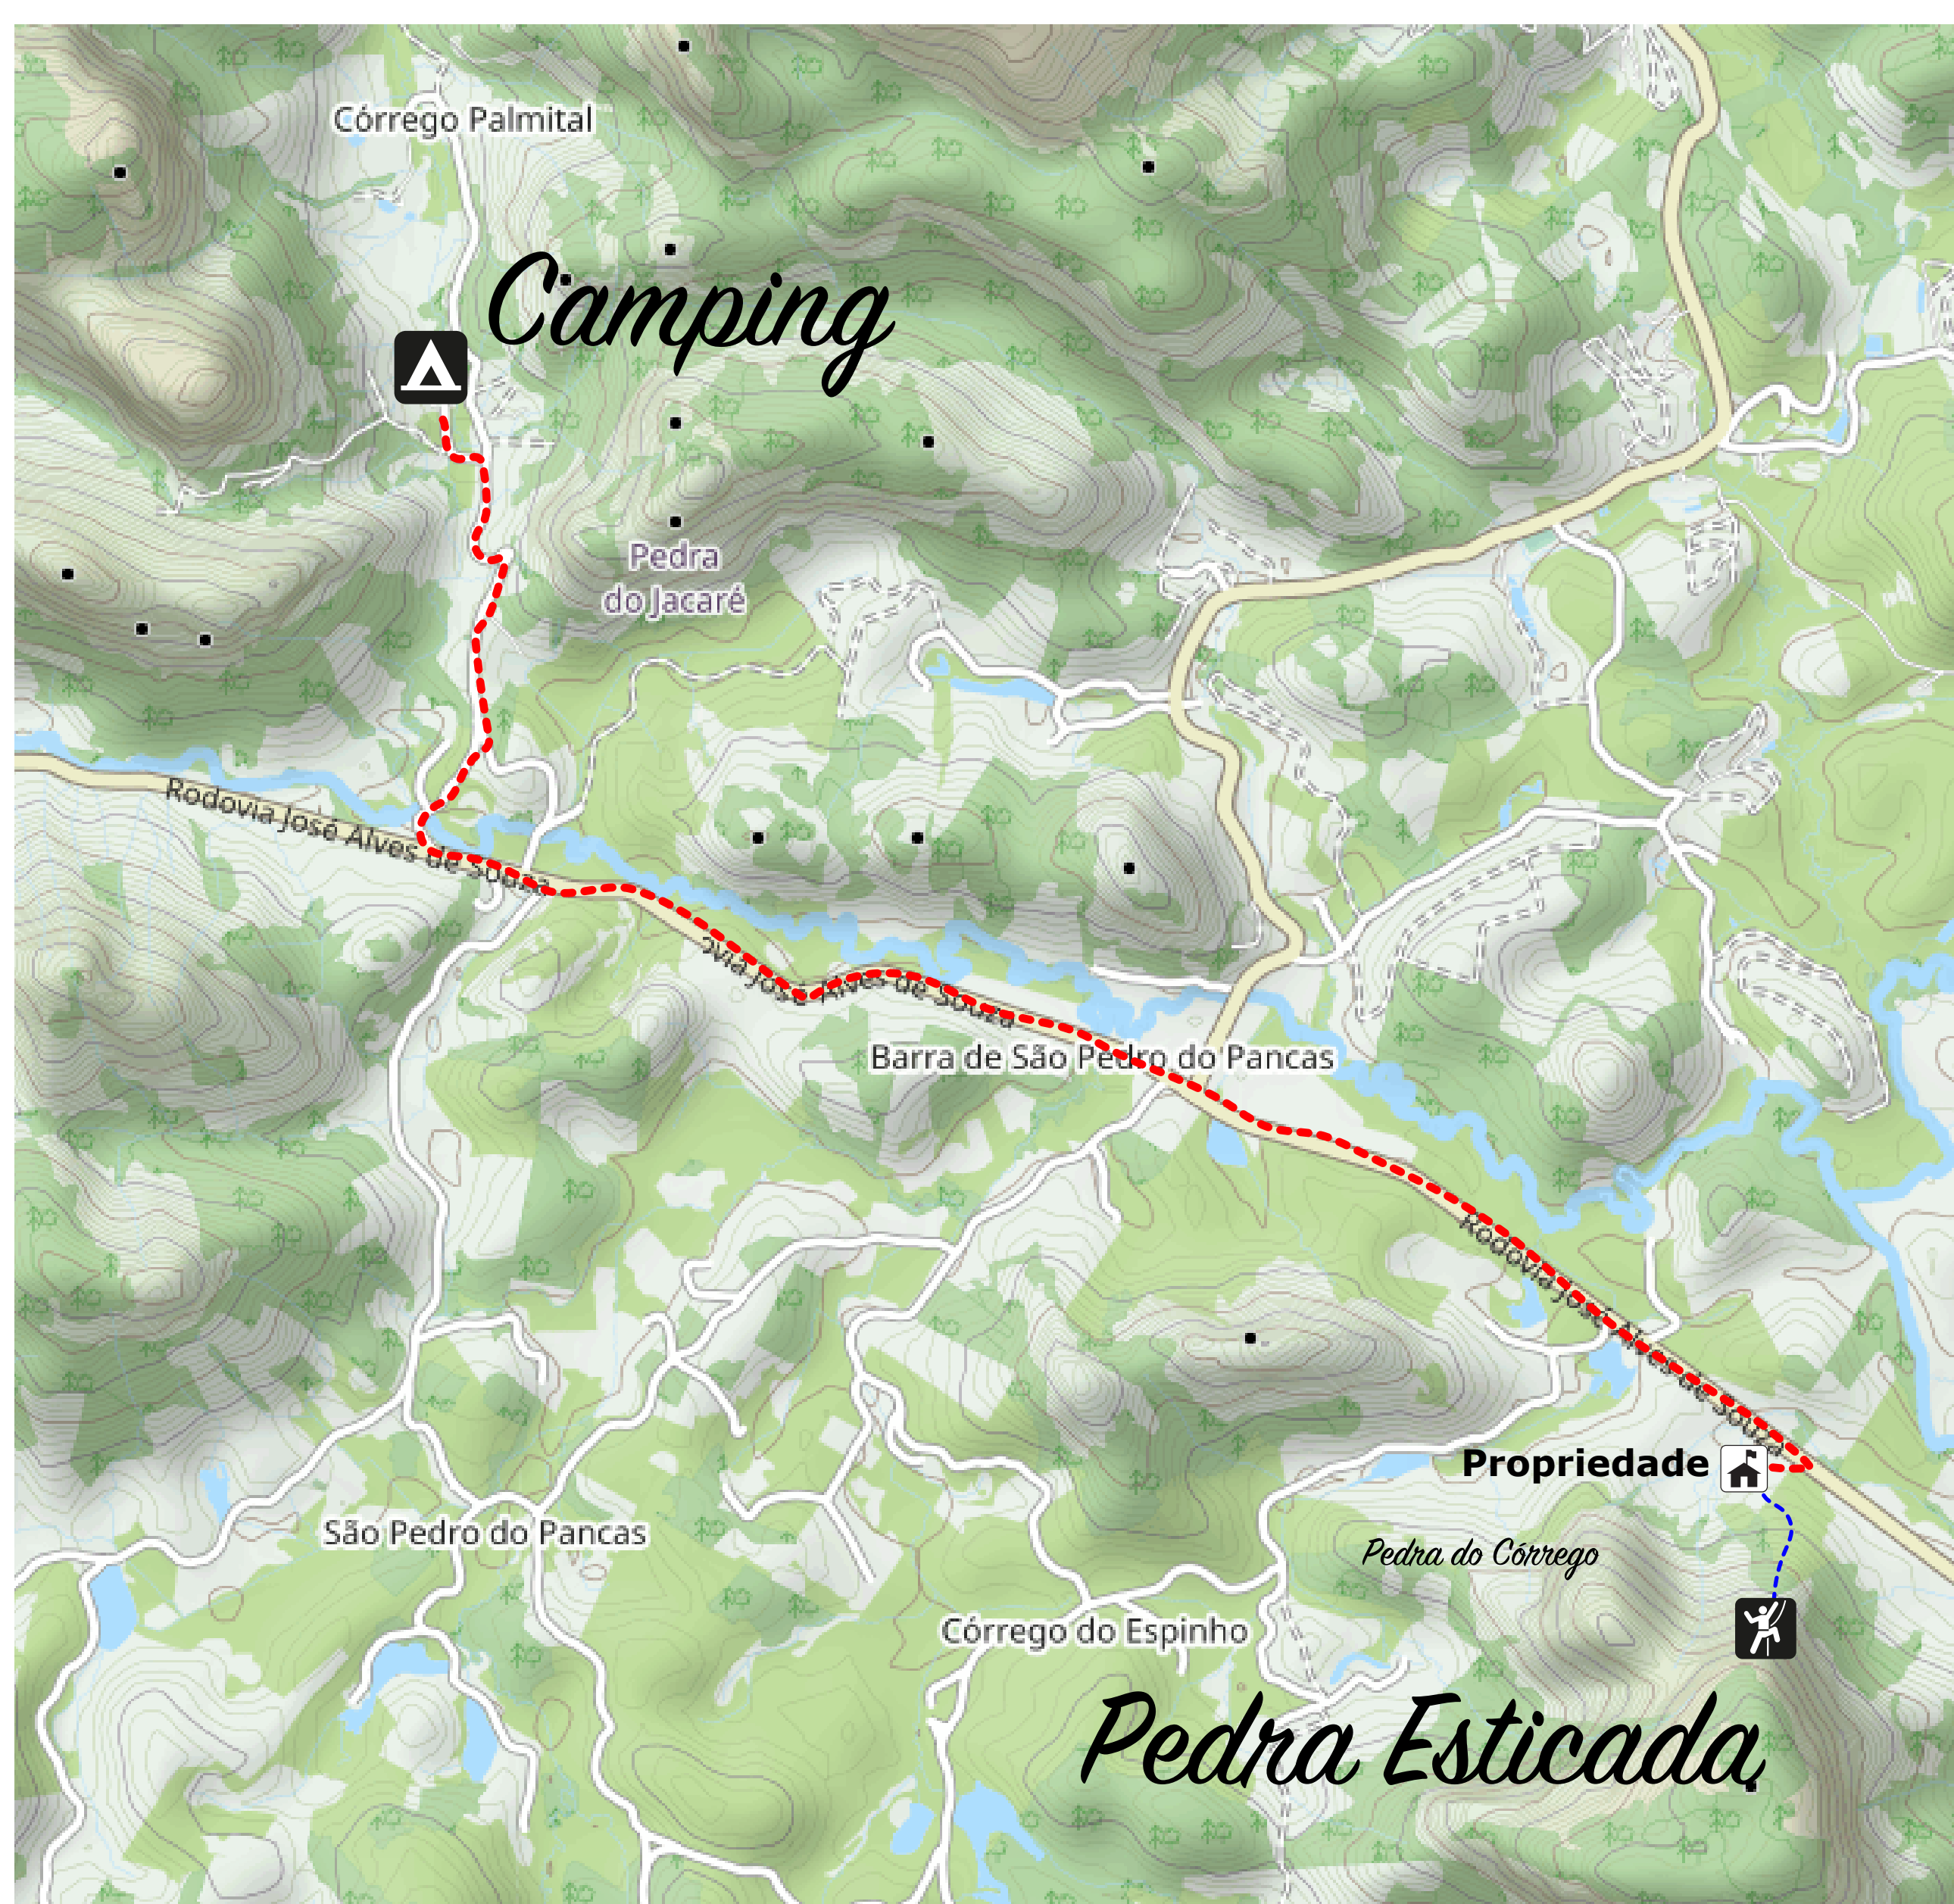 Córrego Palmital
Camping
Pedra
do Jacaré
Rodovia José Alves de Souza
ovia José Alves de Souza
Barra de São Pedro do Pancas
Rodovia José Alves de Souza
Propriedade
São Pedro do Pancas
Pedra do Córrego
Córrego do Espinho
Pedra Esticada